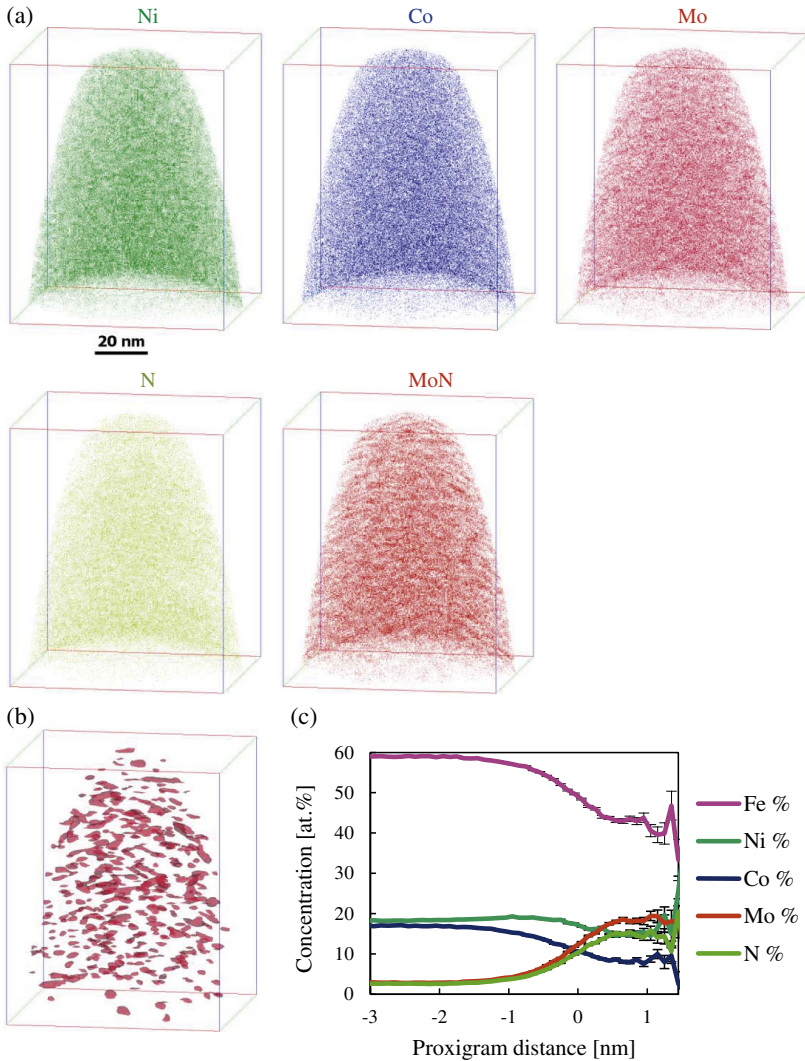 (a)
Ni
Co
Mo
20 nm
N
MoN
(b)
(c)
60
50
40
30
20
10
0
Concentration [at.%]
-3
-2
-1
0
1
Proxigram distance [nm]
Fe %
Ni %
Co %
Mo %
N %